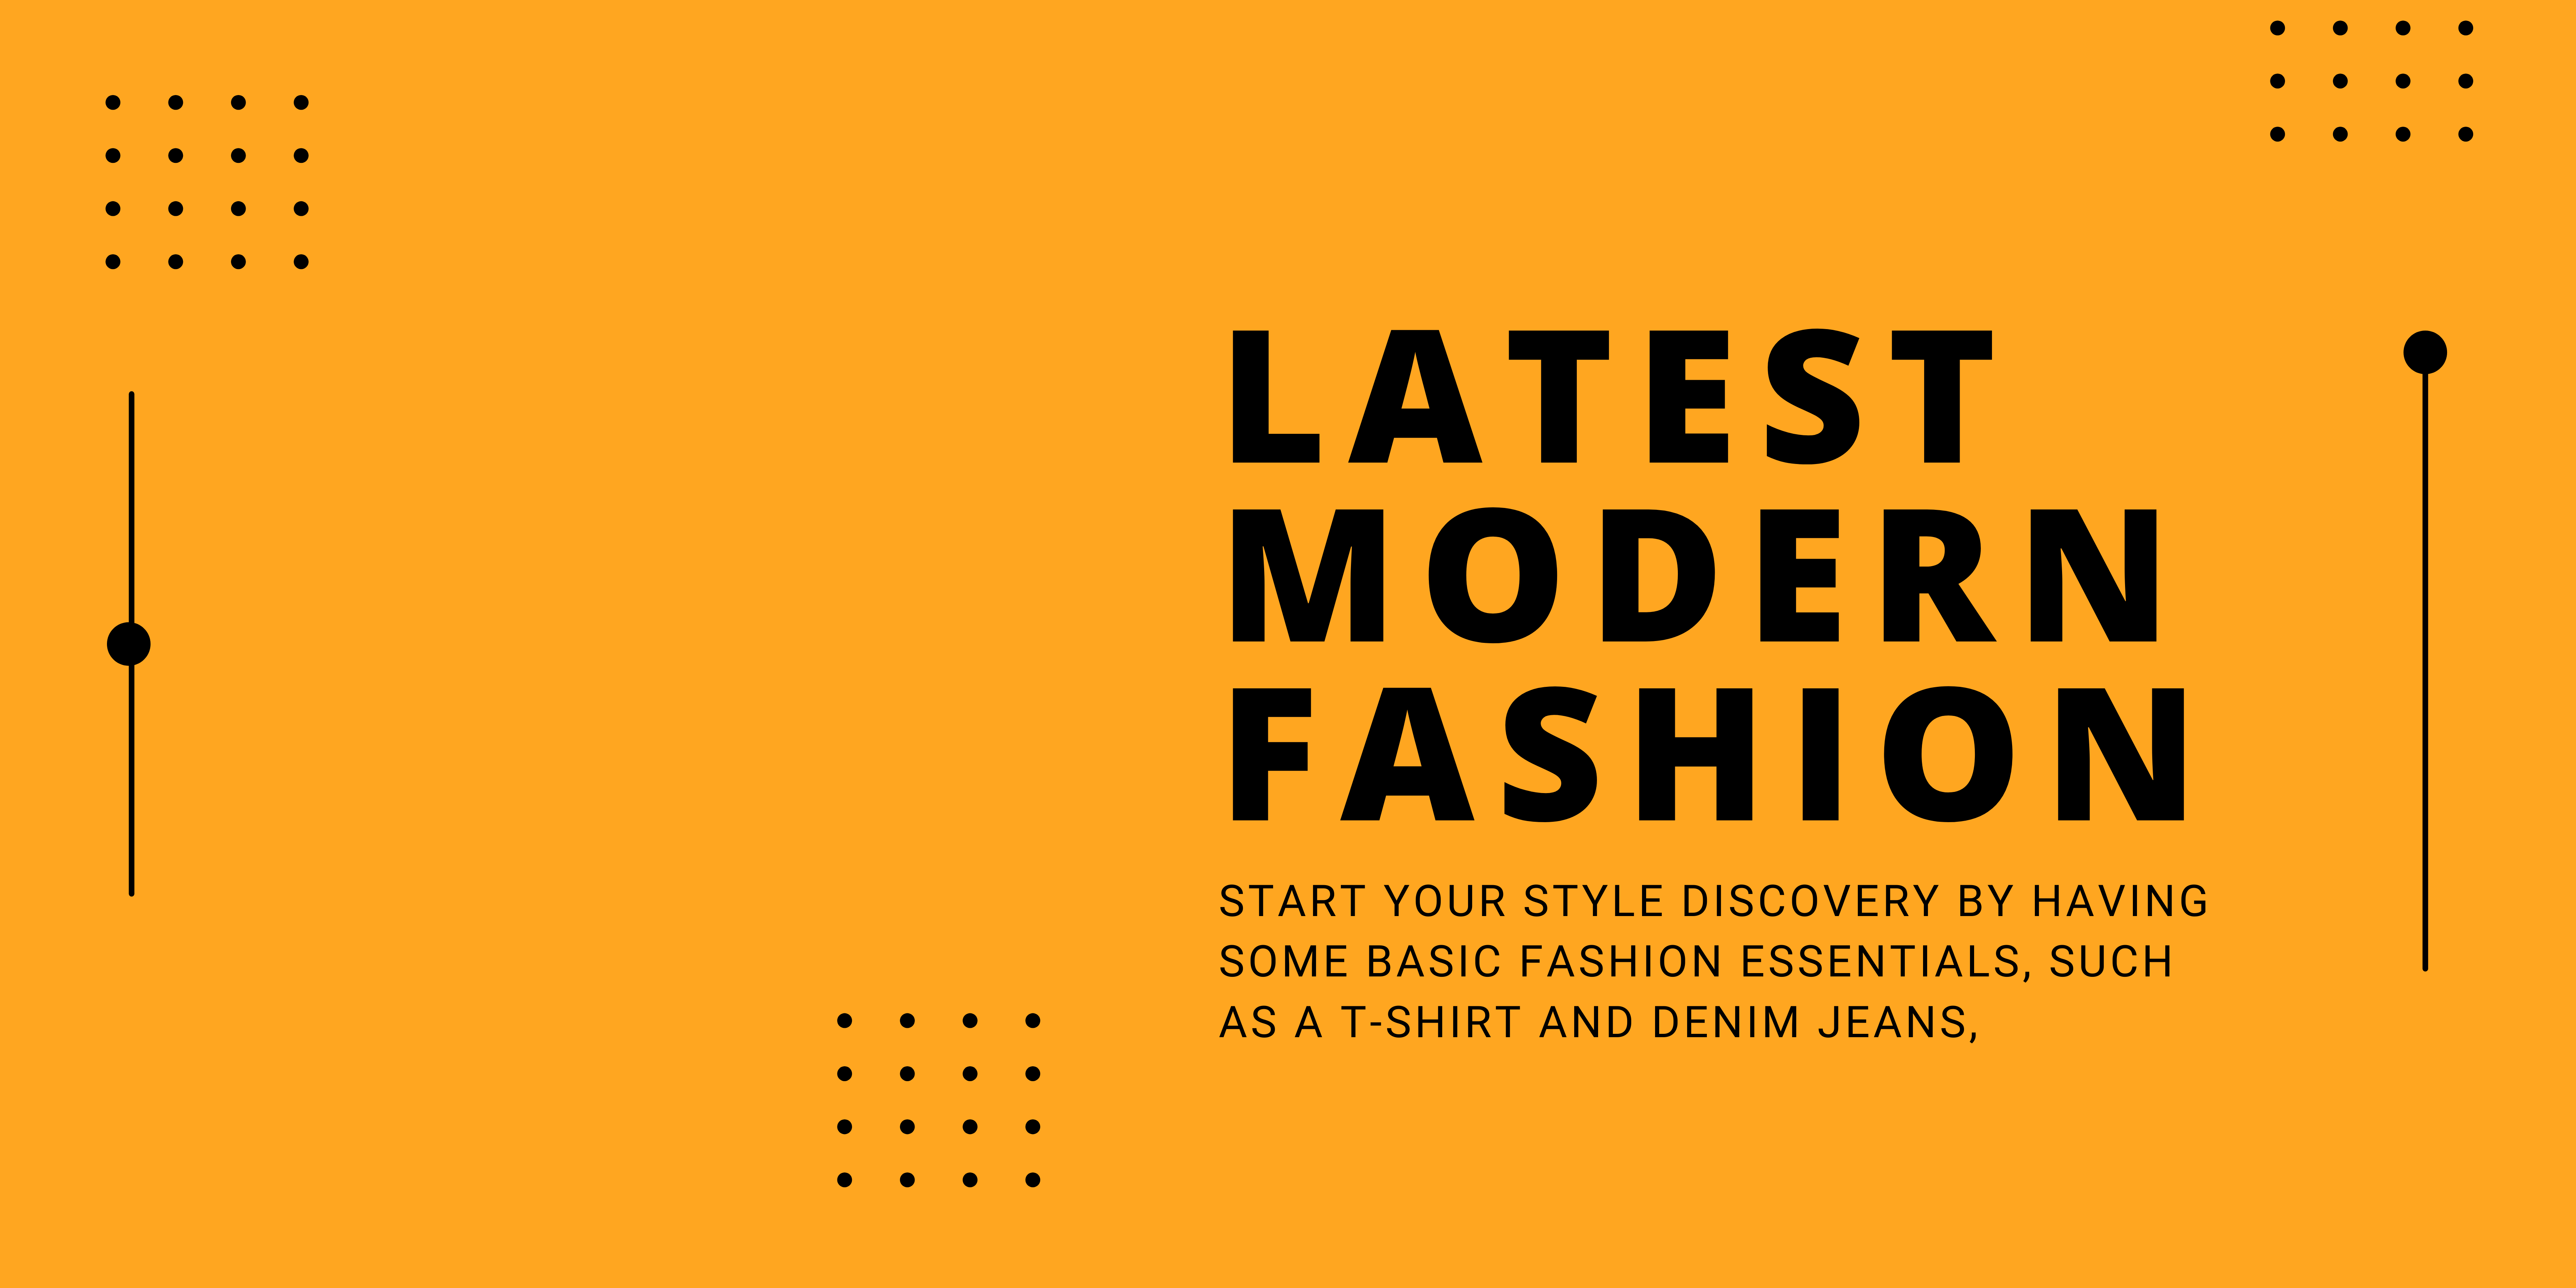 LATEST
MODERN
FASHION
START YOUR STYLE DISCOVERY BY HAVING
SOME BASIC FASHION ESSENTIALS, SUCH
AS A T-SHIRT AND DENIM JEANS,